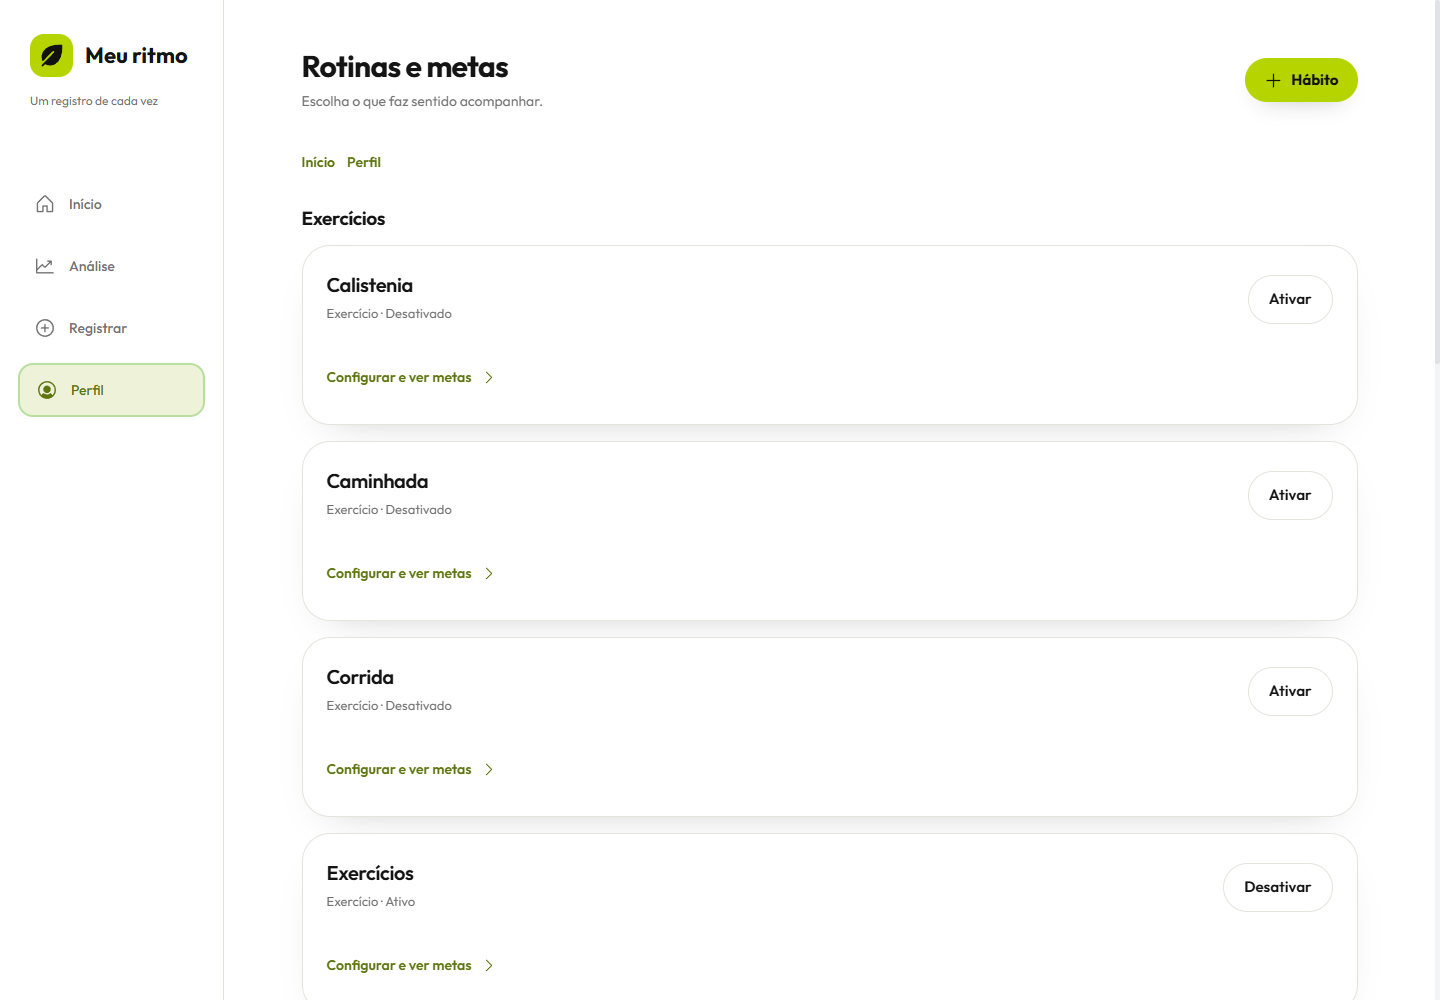 Meu ritmo
Um registro de cada vez
Início
Análise
Registrar
Perfil
Rotinas e metas
Escolha o que faz sentido acompanhar.
Hábito
Início Perfil
Exercícios
Calistenia
Exercício · Desativado
Ativar
Configurar e ver metas
Caminhada
Exercício · Desativado
Ativar
Configurar e ver metas
Corrida
Exercício · Desativado
Ativar
Configurar e ver metas
Exercícios
Exercício · Ativo
Desativar
Configurar e ver metas